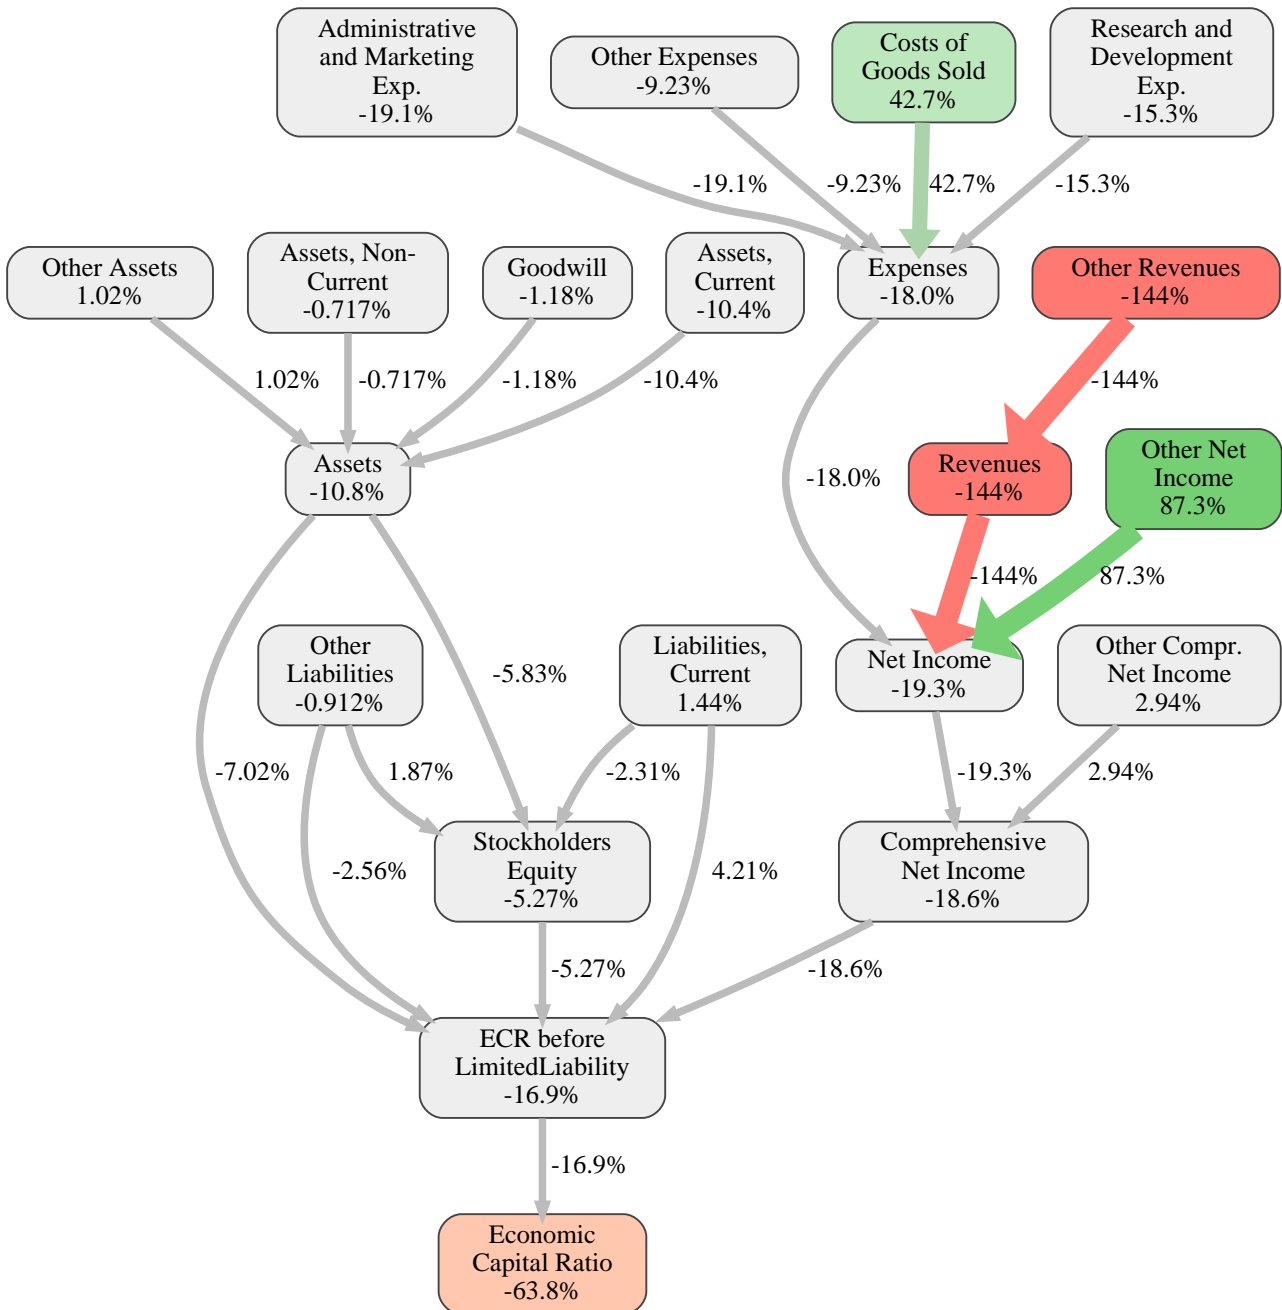 Administrative
and Marketing
Exp.
-19.1%
Other Expenses
-9.23%
Costs of
Goods Sold
42.7%
Research and
Development
Exp.
-15.3%
-19.1%
-9.23%
42.7%
-15.3%
Other Assets
1.02%
Assets, Non-
Current
-0.717%
Goodwill
-1.18%
Assets,
Current
-10.4%
Expenses
-18.0%
Other Revenues
-144%
1.02%
-0.717%
-1.18%
-10.4%
-144%
Assets
-10.8%
-18.0%
Revenues
-144%
Other Net
Income
87.3%
-144%
87.3%
Other
Liabilities
-0.912%
-5.83%
Liabilities,
Current
1.44%
Net Income
-19.3%
Other Compr.
Net Income
2.94%
-7.02%
1.87%
-2.31%
-19.3%
2.94%
-2.56%
Stockholders
Equity
-5.27%
4.21%
Comprehensive
Net Income
-18.6%
-5.27%
-18.6%
ECR before
LimitedLiability
-16.9%
-16.9%
Economic
Capital Ratio
-63.8%